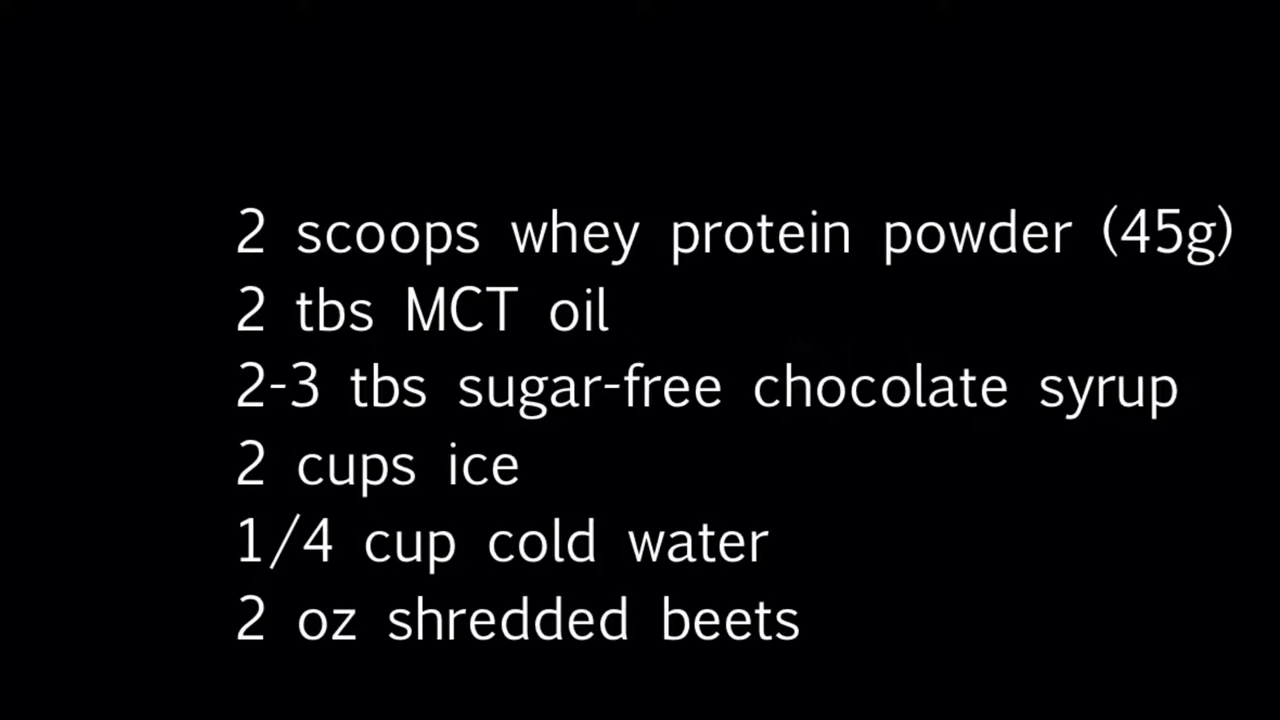 2 scoops whey protein powder (45g)
2 tbs MCT oil
2-3 tbs sugar-free chocolate syrup
2 cups ice
1/4 cup cold water
2 oz shredded beets